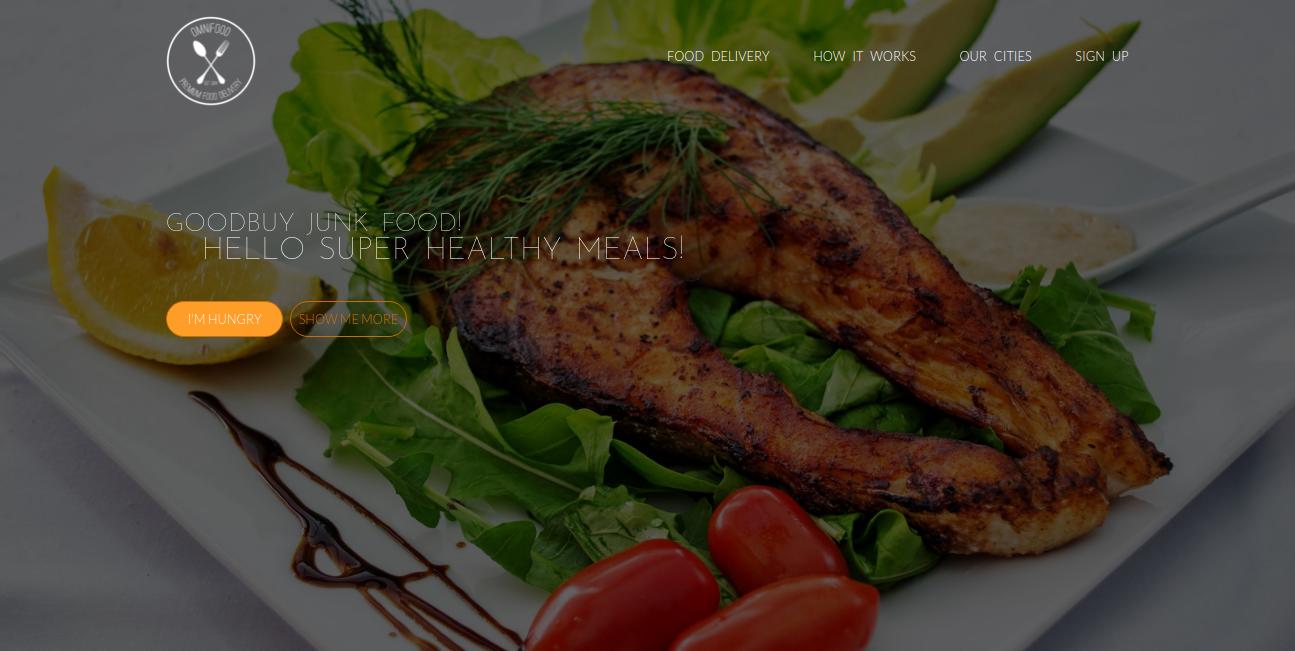 OMNIFOOD
PREMIUM FOOD DELIVERY
FOOD DELIVERY HOW IT WORKS OUR CITIES SIGN UP
GOODBUY JUNK FOOD!
HELLO SUPER HEALTHY MEALS!
I'M HUNGRY SHOW ME MORE